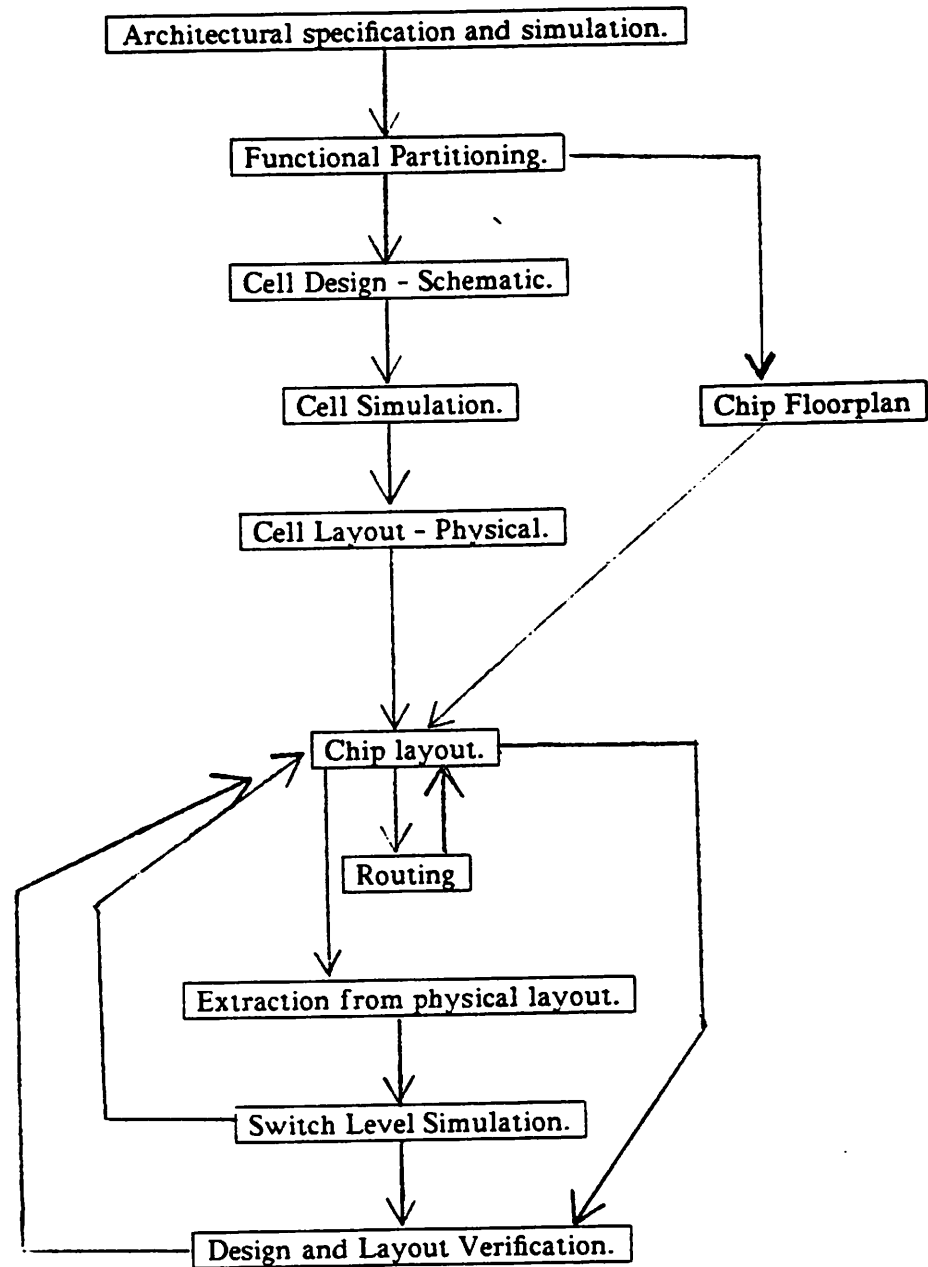 Architectural specification and simulation.
Functional Partitioning.
Cell Design - Schematic.
Cell Simulation.
Chip Floorplan
Cell Layout - Physical.
Chip layout.
Routing
Extraction from physical layout.
Switch Level Simulation.
Design and Layout Verification.